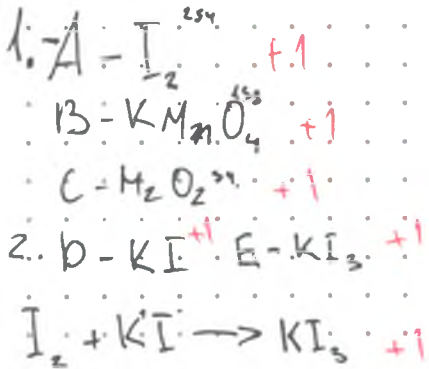 1. A - I₂ 254 +1
B - KMnO₄ 158 +1
C - H₂O₂ 34 +1
2. D - KI +1 E - KI₃ +1
I₂ + KI → KI₃ +1